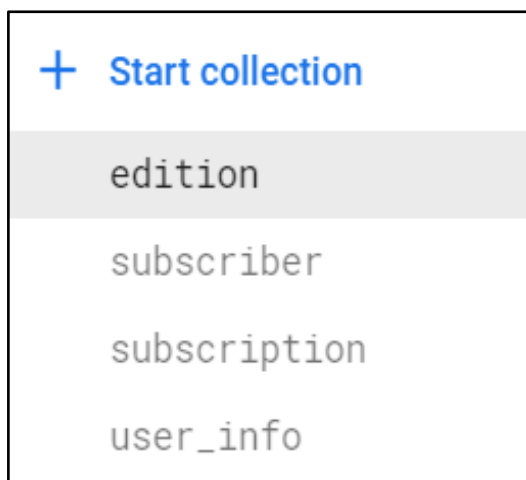 + Start collection
edition
subscriber
subscription
user_info